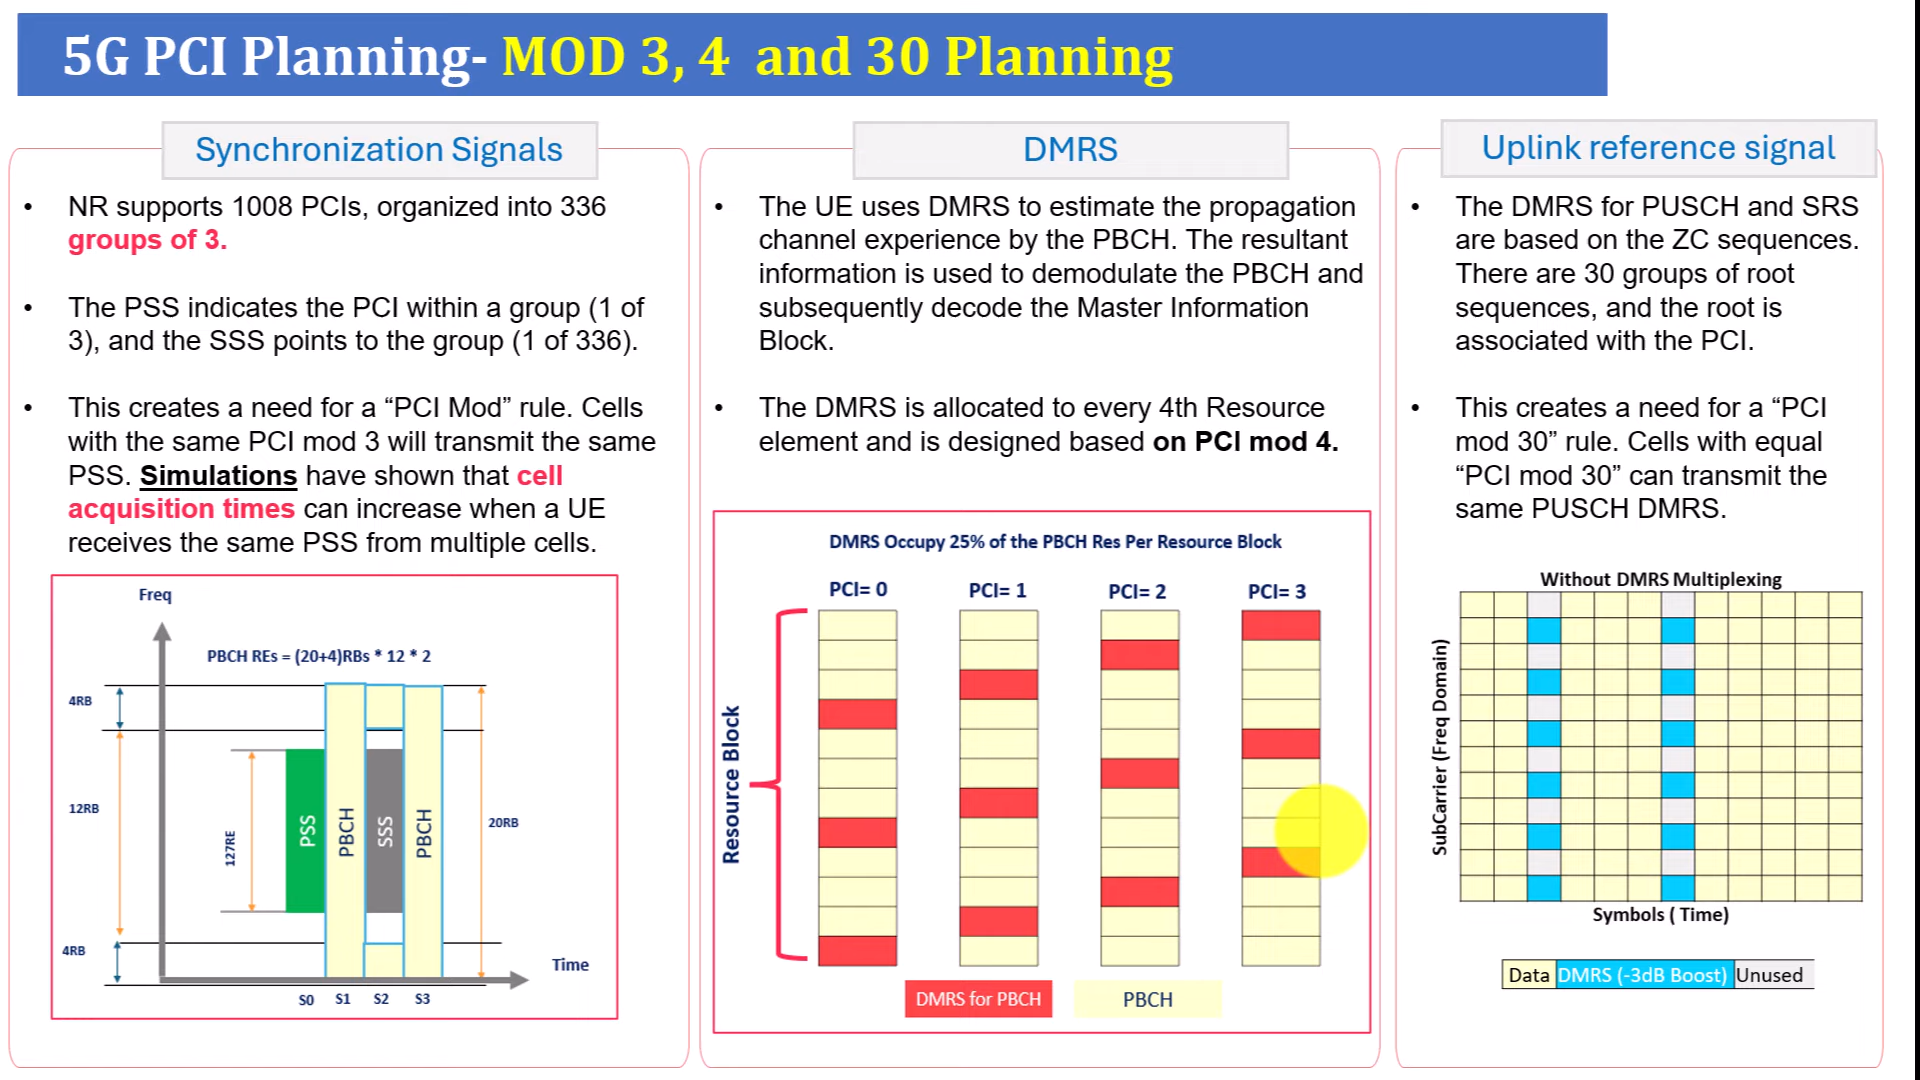 5G PCI Planning- MOD 3, 4 and 30 Planning
Synchronization Signals
• NR supports 1008 PCIs, organized into 336
groups of 3.
• The PSS indicates the PCI within a group (1 of
3), and the SSS points to the group (1 of 336).
• This creates a need for a “PCI Mod” rule. Cells
with the same PCI mod 3 will transmit the same
PSS. Simulations have shown that cell
acquisition times can increase when a UE
receives the same PSS from multiple cells.
Freq
PBCH REs = (20+4)RBs * 12 * 2
4RB
12RB
127RE
PSS
PBCH
SSS
PBCH
20RB
4RB
Time
S0 S1 S2 S3
DMRS
• The UE uses DMRS to estimate the propagation
channel experience by the PBCH. The resultant
information is used to demodulate the PBCH and
subsequently decode the Master Information
Block.
• The DMRS is allocated to every 4th Resource
element and is designed based on PCI mod 4.
DMRS Occupy 25% of the PBCH Res Per Resource Block
PCI= 0 PCI= 1 PCI= 2 PCI= 3
Resource Block
DMRS for PBCH PBCH
Uplink reference signal
• The DMRS for PUSCH and SRS
are based on the ZC sequences.
There are 30 groups of root
sequences, and the root is
associated with the PCI.
• This creates a need for a “PCI
mod 30” rule. Cells with equal
“PCI mod 30” can transmit the
same PUSCH DMRS.
Without DMRS Multiplexing
SubCarrier (Freq Domain)
Symbols ( Time)
Data DMRS (-3dB Boost) Unused